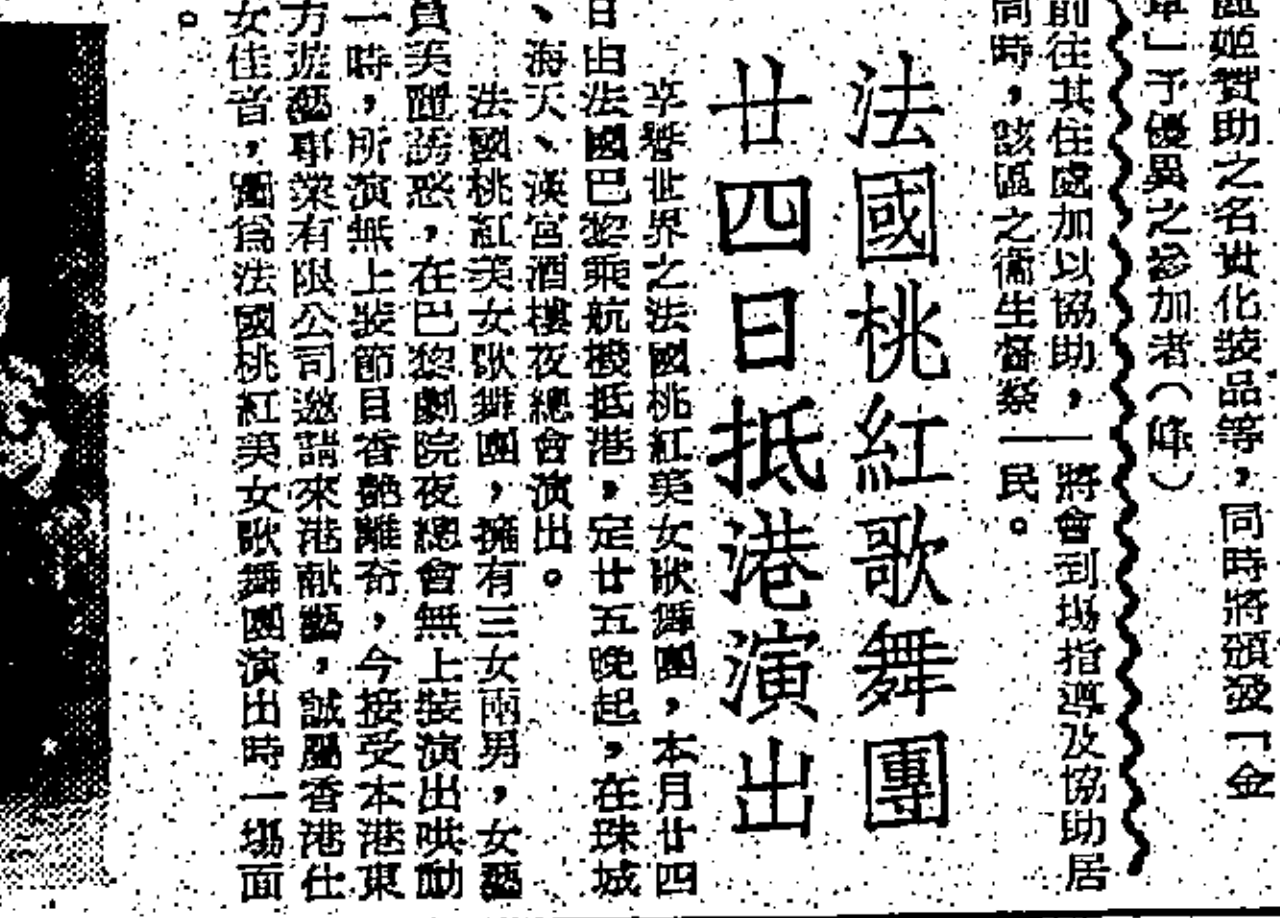 姬贊助之名貴化裝品等，同時將頒發「金
」予優異之參加者（峰）
前往其住處加以協助，將會到場指導及協助居
同時，該區之衞生督察——民。
法國桃紅歌舞團
廿四日抵港演出
享譽世界之法國桃紅美女歌舞團，本月廿四
日由法國巴黎乘航機抵港，定廿五晚起，在珠城
、海天、漢宮酒樓夜總會演出。
法國桃紅美女歌舞團，擁有三女兩男，女藝
員美麗誘惑，在巴黎劇院夜總會無上裝演出哄動
一時，所演無上裝節目香艷離奇，今接受本港東
方遊藝事業有限公司邀請來港献藝，誠屬香港仕
女佳音，圖爲法國桃紅美女歌舞團演出時一場面
。